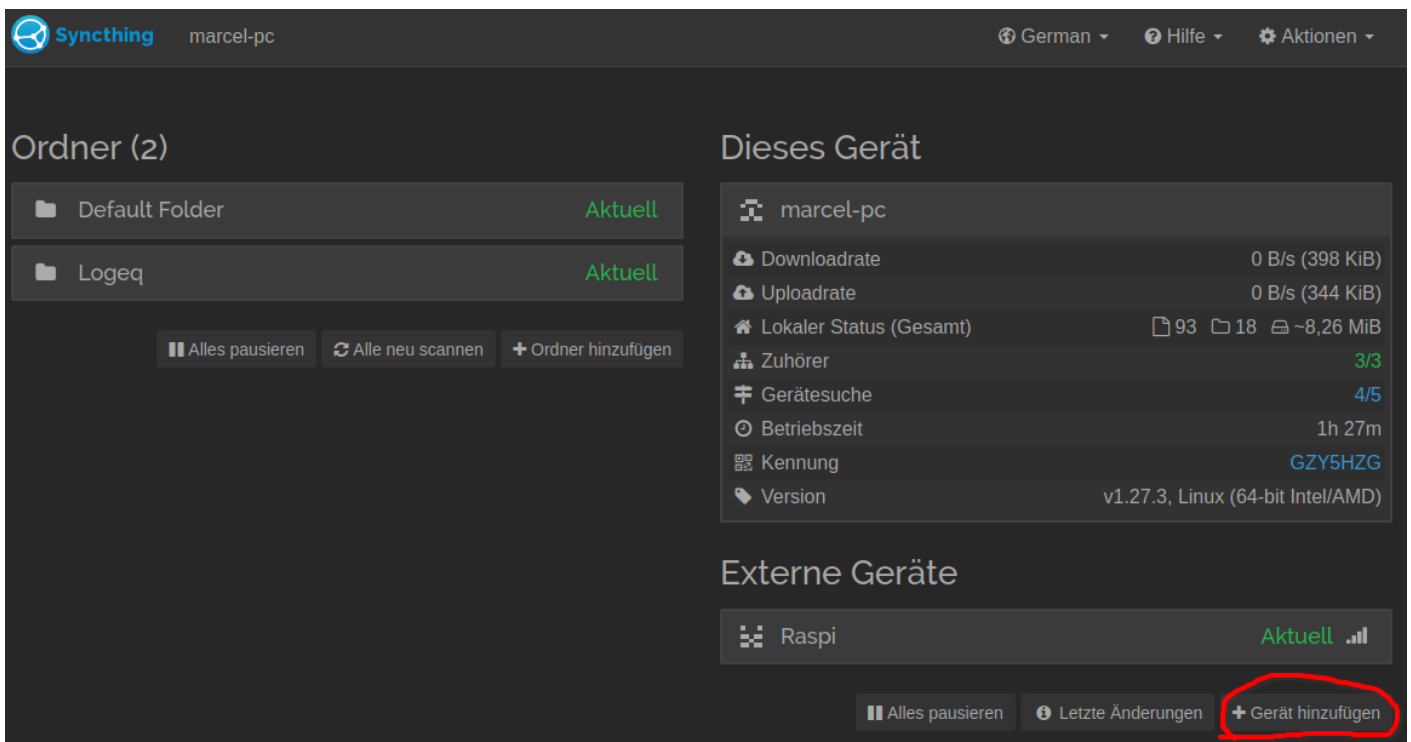 Syncthing marcel-pc German Hilfe Aktionen
Ordner (2)
Default Folder Aktuell
Logeq Aktuell
Alles pausieren Alle neu scannen Ordner hinzufügen
Dieses Gerät
marcel-pc
Downloadrate 0 B/s (398 KiB)
Uploadrate 0 B/s (344 KiB)
Lokaler Status (Gesamt) 93 18 ~8,26 MiB
Zuhörer 3/3
Gerätesuche 4/5
Betriebszeit 1h 27m
Kennung GZY5HZG
Version v1.27.3, Linux (64-bit Intel/AMD)
Externe Geräte
Raspi Aktuell
Alles pausieren Letzte Änderungen Gerät hinzufügen